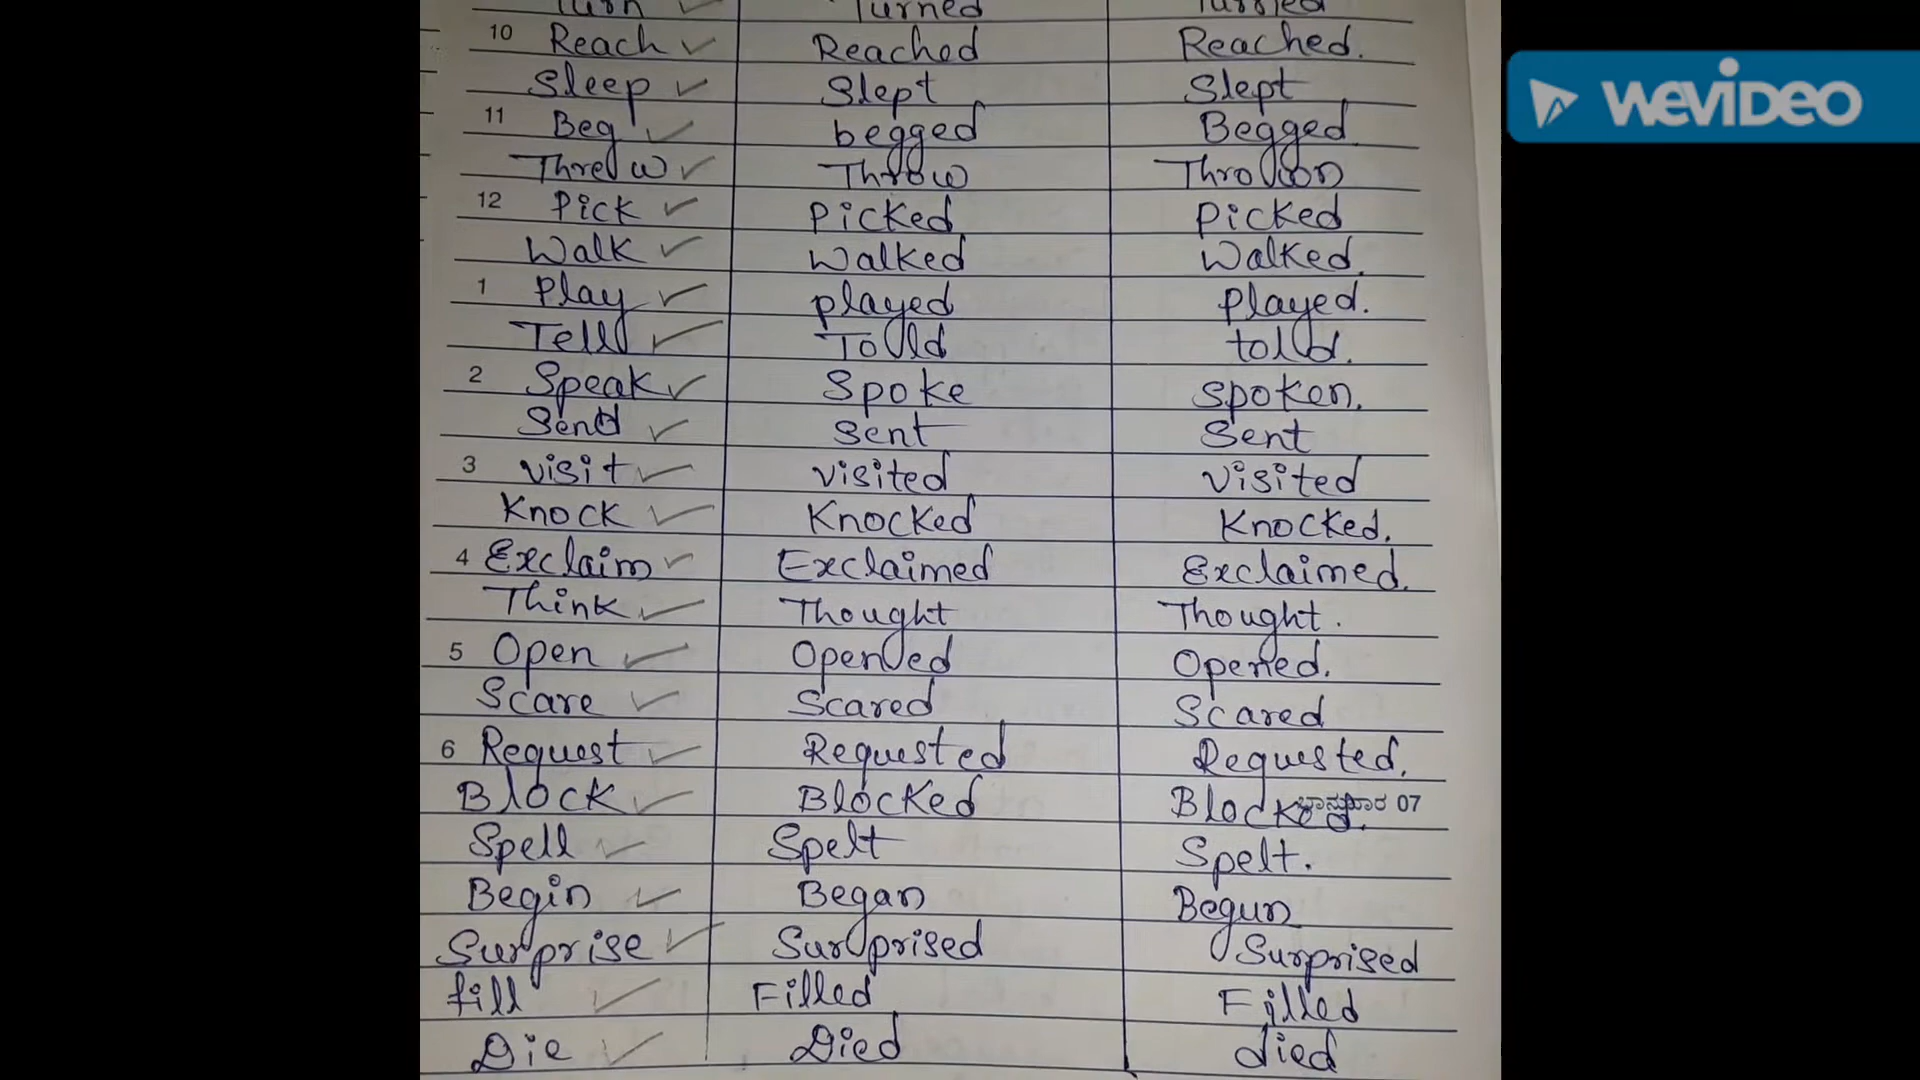 Turn Turned Turned
10 Reach Reached Reached.
Sleep Slept Slept
11 Beg begged Begged
Threw Throw Thrown
12 Pick Picked Picked
Walk Walked Walked.
1 Play played Played.
Tell Told told.
2 Speak Spoke Spoken.
Send Sent Sent
3 visit visited visited
Knock Knocked Knocked.
4 Exclaim Exclaimed Exclaimed.
Think Thought Thought.
5 Open Opened Opened.
Scare Scared Scared
6 Request Requested Requested.
Block Blocked Blocked.
07
Spell Spelt Spelt.
Begin Began Begun
Surprise Surprised Surprised
fill Filled Filled
Die Died died
WEVIDEO